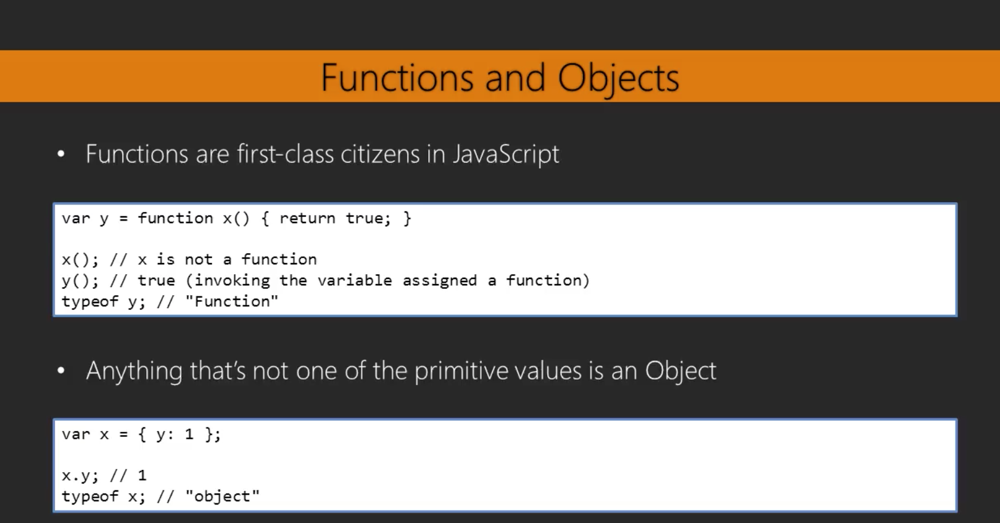 Functions and Objects
• Functions are first-class citizens in JavaScript
var y = function x() { return true; }
x(); // x is not a function
y(); // true (invoking the variable assigned a function)
typeof y; // "Function"
• Anything that’s not one of the primitive values is an Object
var x = { y: 1 };
x.y; // 1
typeof x; // "object"